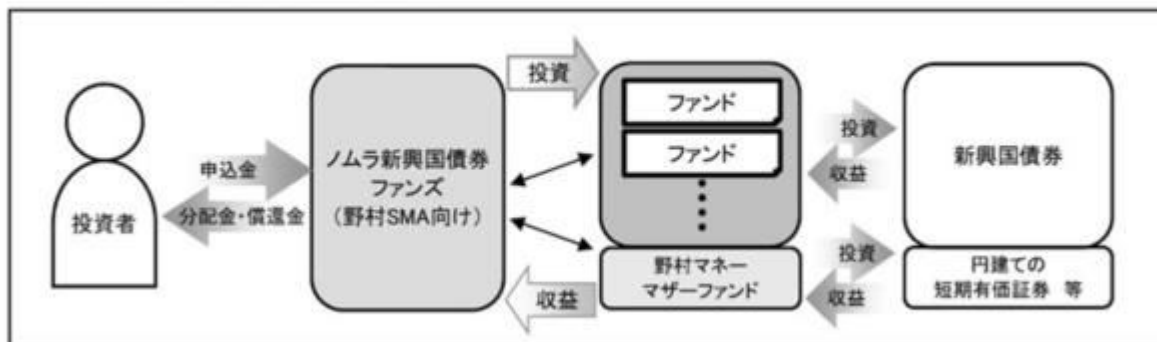 投資者
申込金
分配金・償還金
ノムラ新興国債券
ファンズ
(野村SMA向け)
投資
収益
ファンド
ファンド
野村マネー
マザーファンド
投資
収益
投資
収益
新興国債券
円建ての
短期有価証券 等